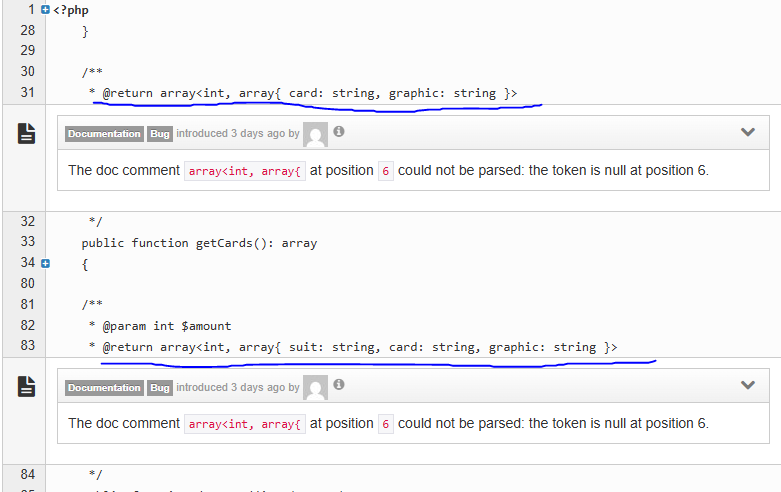 1 <?php
28 }
29
30 /**
31 * @return array<int, array{ card: string, graphic: string }>
Documentation Bug introduced 3 days ago by
The doc comment array<int, array{ at position 6 could not be parsed: the token is null at position 6.
32 */
33 public function getCards(): array
34 {
80
81 /**
82 * @param int $amount
83 * @return array<int, array{ suit: string, card: string, graphic: string }>
Documentation Bug introduced 3 days ago by
The doc comment array<int, array{ at position 6 could not be parsed: the token is null at position 6.
84 */